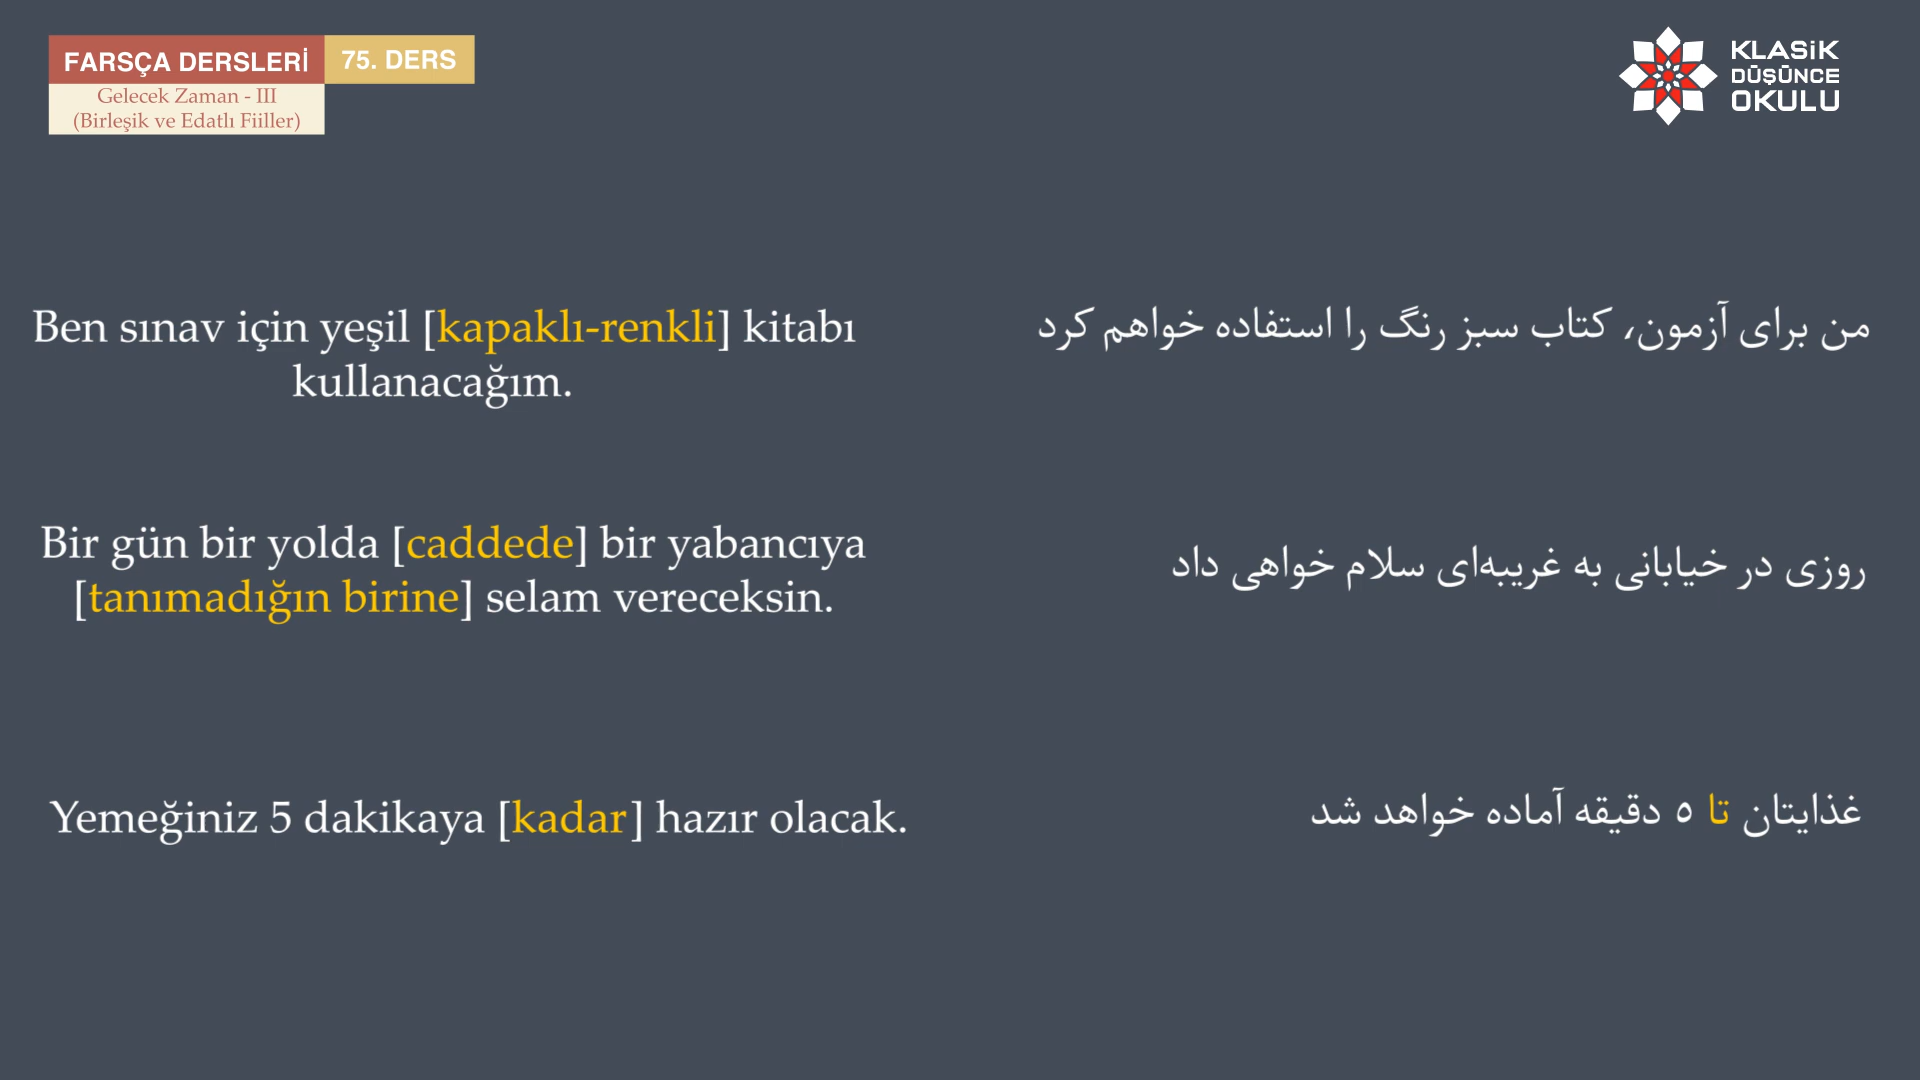 FARSÇA DERSLERİ
75. DERS
Gelecek Zaman - III
(Birleşik ve Edatlı Fiiller)
KLASiK
DÜŞÜNCE
OKULU
Ben sınav için yeşil [kapaklı-renkli] kitabı
kullanacağım.
من برای آزمون، کتاب سبز رنگ را استفاده خواهم کرد
Bir gün bir yolda [caddede] bir yabancıya
[tanımadığın birine] selam vereceksin.
روزی در خیابانی به غریبه‌ای سلام خواهی داد
Yemeğiniz 5 dakikaya [kadar] hazır olacak.
غذایتان تا ۵ دقیقه آماده خواهد شد